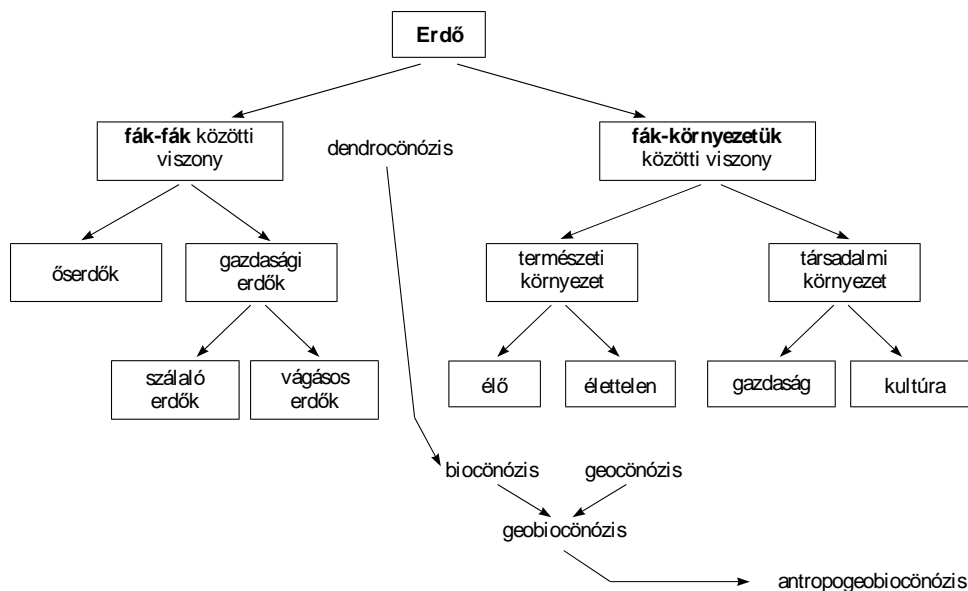 Erdő
fák-fák közötti
viszony
dendrocönózis
fák-környezetük
közötti viszony
őserdők
gazdasági
erdők
természeti
környezet
társadalmi
környezet
szálaló
erdők
vágásos
erdők
élő
élettelen
gazdaság
kultúra
biocönózis
geocönózis
geobiocönózis
antropogeobiocönózis